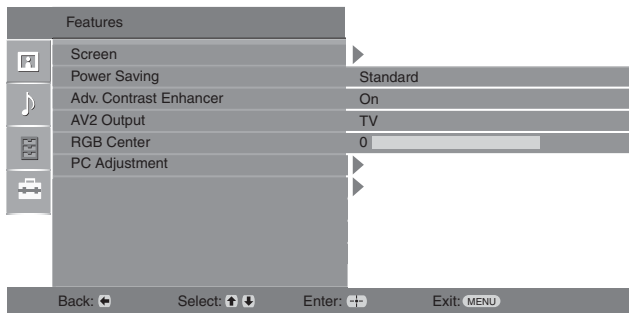 Features
Screen
Power Saving Standard
Adv. Contrast Enhancer On
AV2 Output TV
RGB Center 0
PC Adjustment
Back: Select: Enter: Exit: MENU